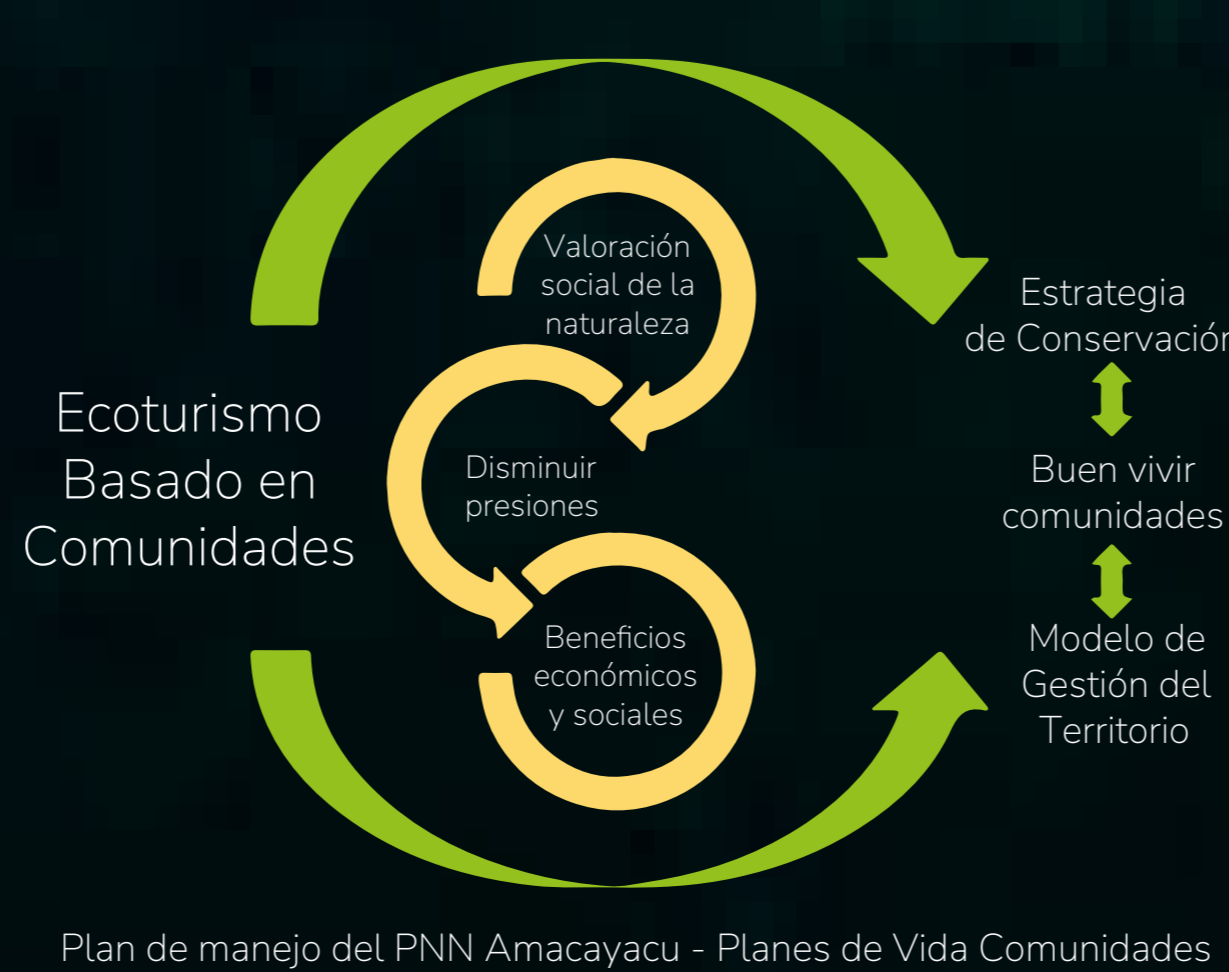 Valoración
social de la
naturaleza
Estrategia
de Conservación
Ecoturismo
Basado en
Comunidades
Disminuir
presiones
Buen vivir
comunidades
Beneficios
económicos
y sociales
Modelo de
Gestión del
Territorio
Plan de manejo del PNN Amacayacu - Planes de Vida Comunidades